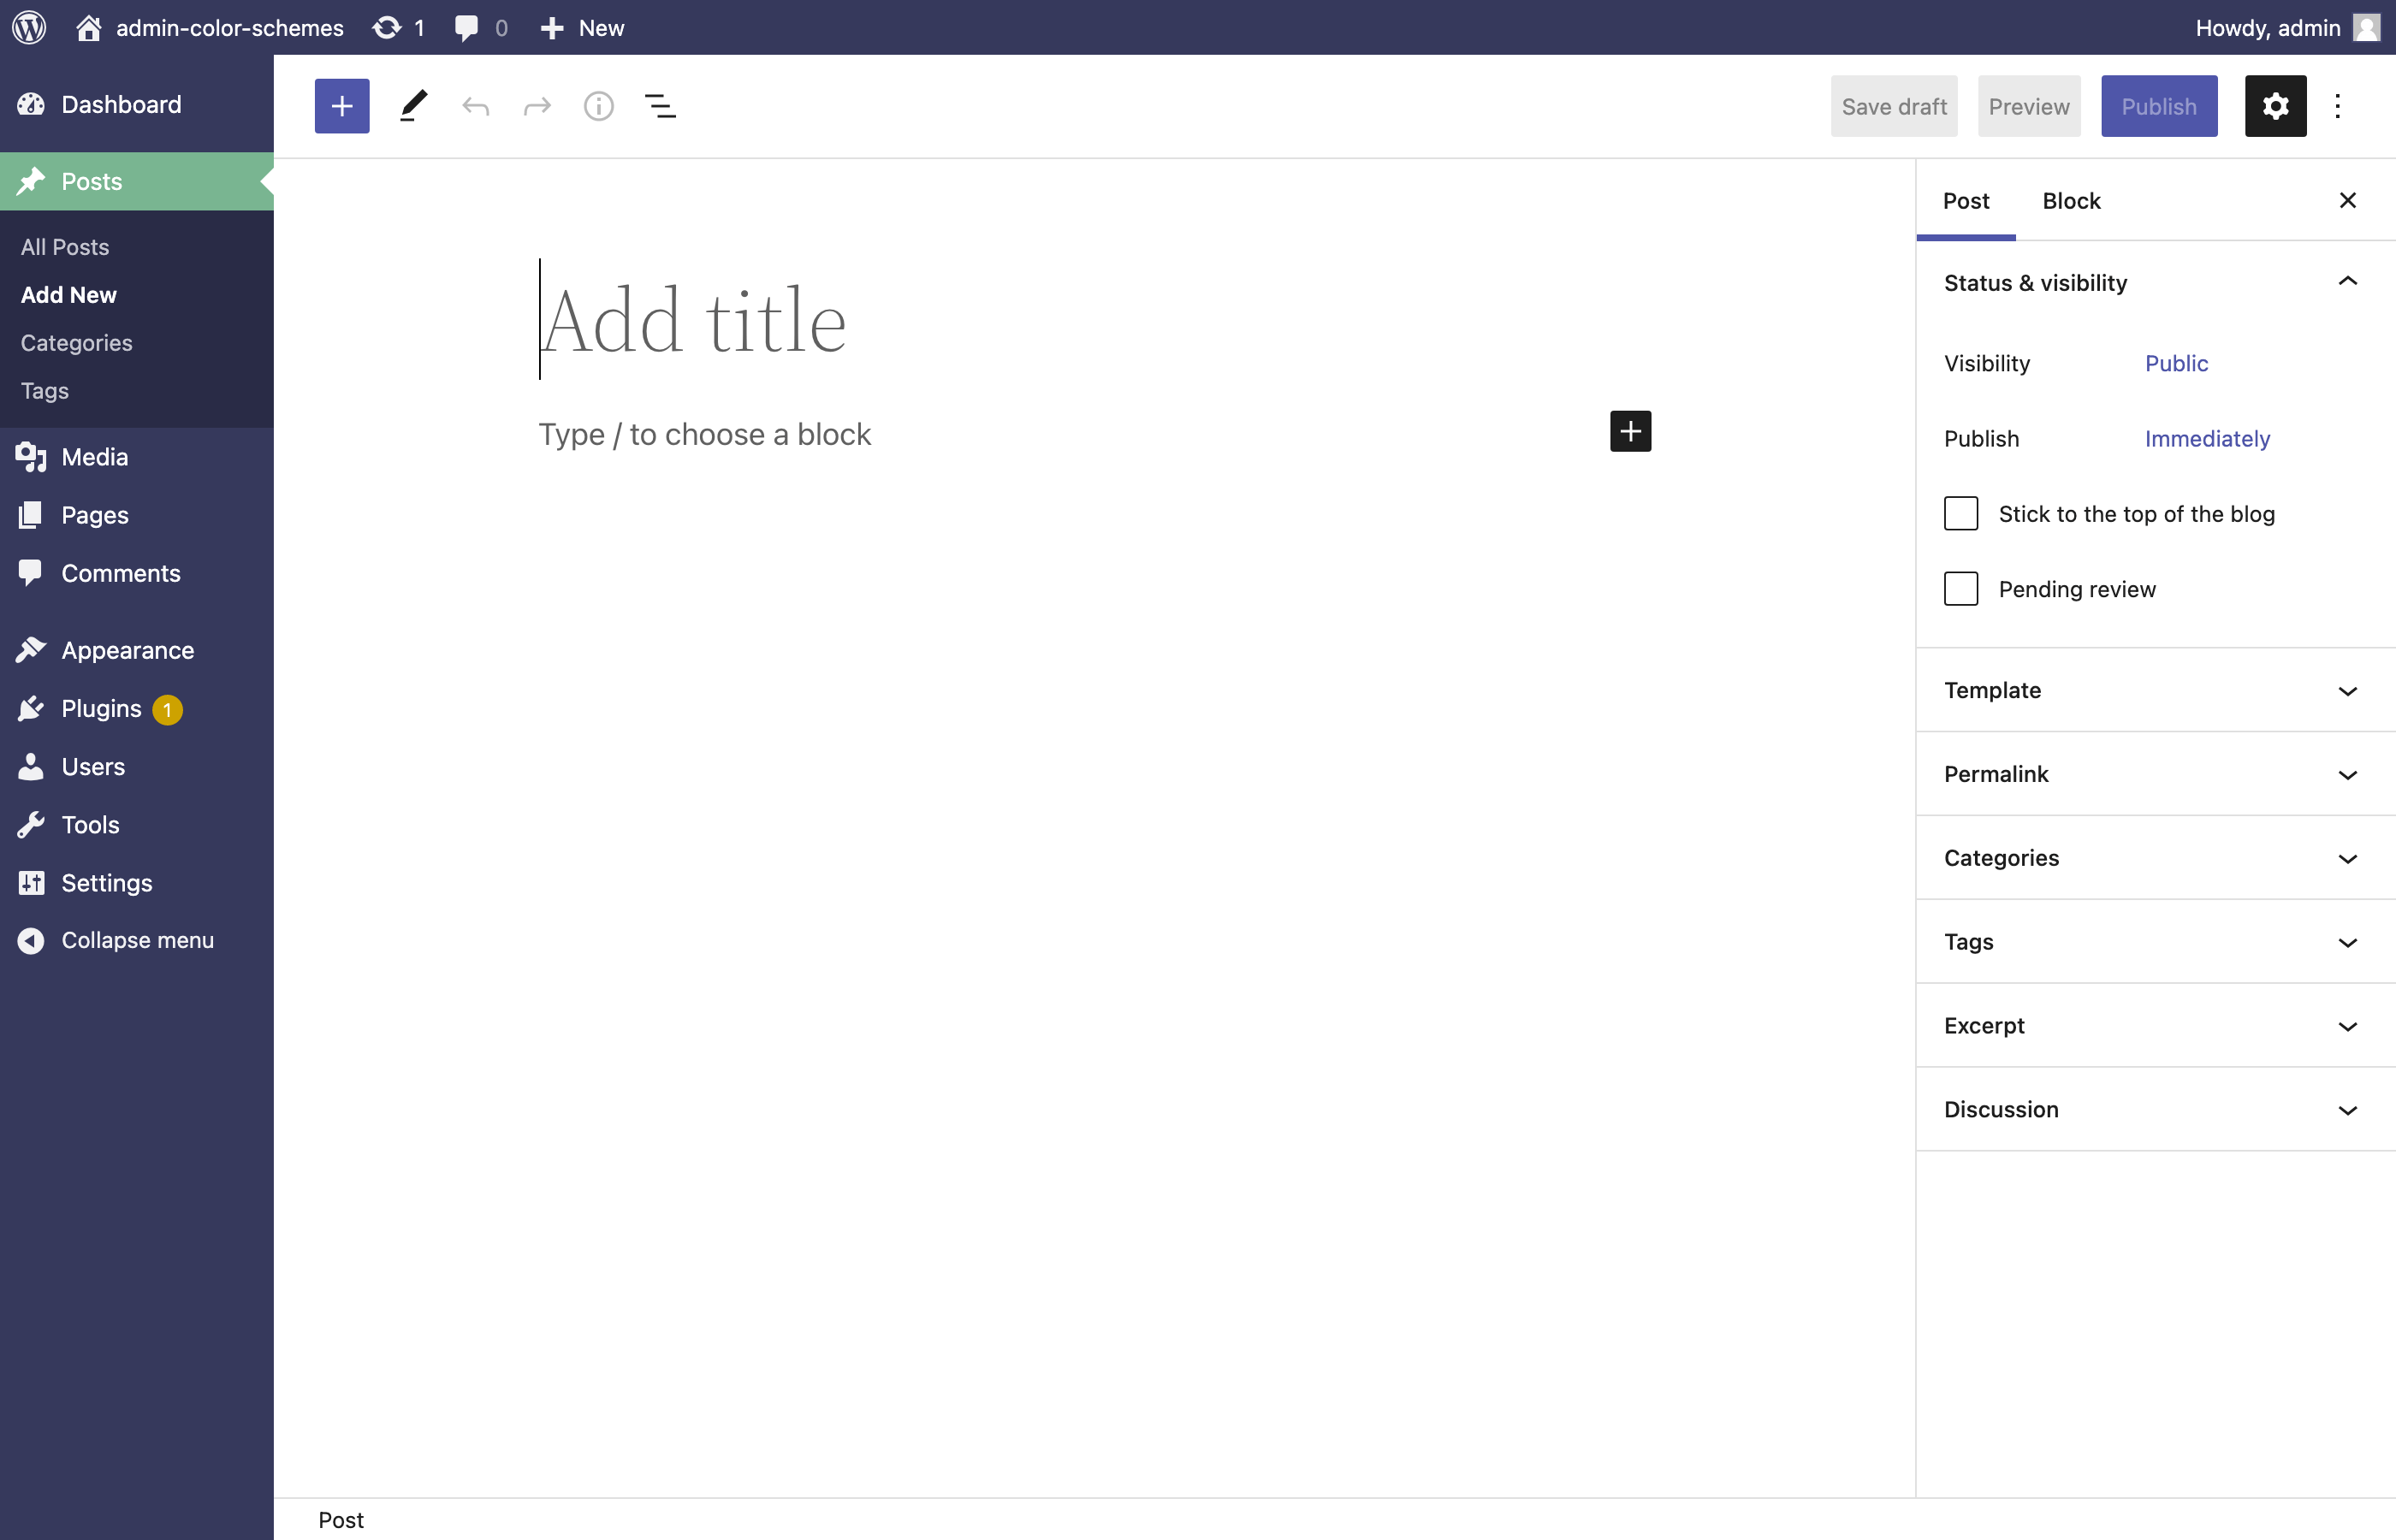 admin-color-schemes 1 0 New Howdy, admin
Dashboard
Posts
All Posts
Add New
Categories
Tags
Media
Pages
Comments
Appearance
Plugins 1
Users
Tools
Settings
Collapse menu
Save draft Preview Publish
Add title
Type / to choose a block
Post Block
Status & visibility
Visibility Public
Publish Immediately
Stick to the top of the blog
Pending review
Template
Permalink
Categories
Tags
Excerpt
Discussion
Post